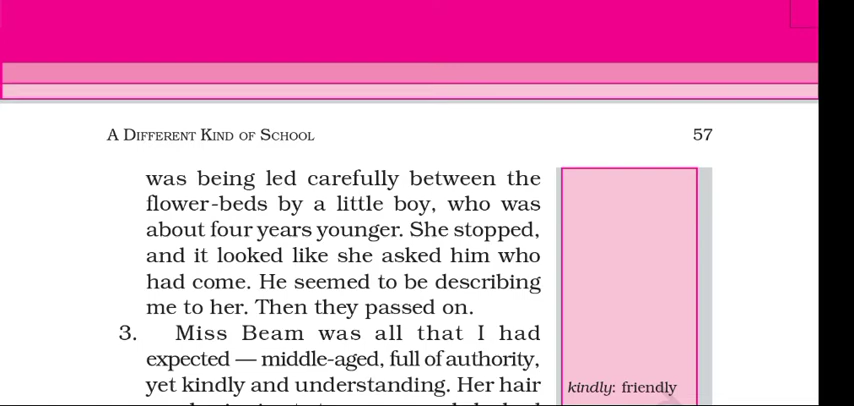 A Different Kind of School 57
was being led carefully between the
flower-beds by a little boy, who was
about four years younger. She stopped,
and it looked like she asked him who
had come. He seemed to be describing
me to her. Then they passed on.
3. Miss Beam was all that I had
expected — middle-aged, full of authority,
yet kindly and understanding. Her hair
kindly: friendly